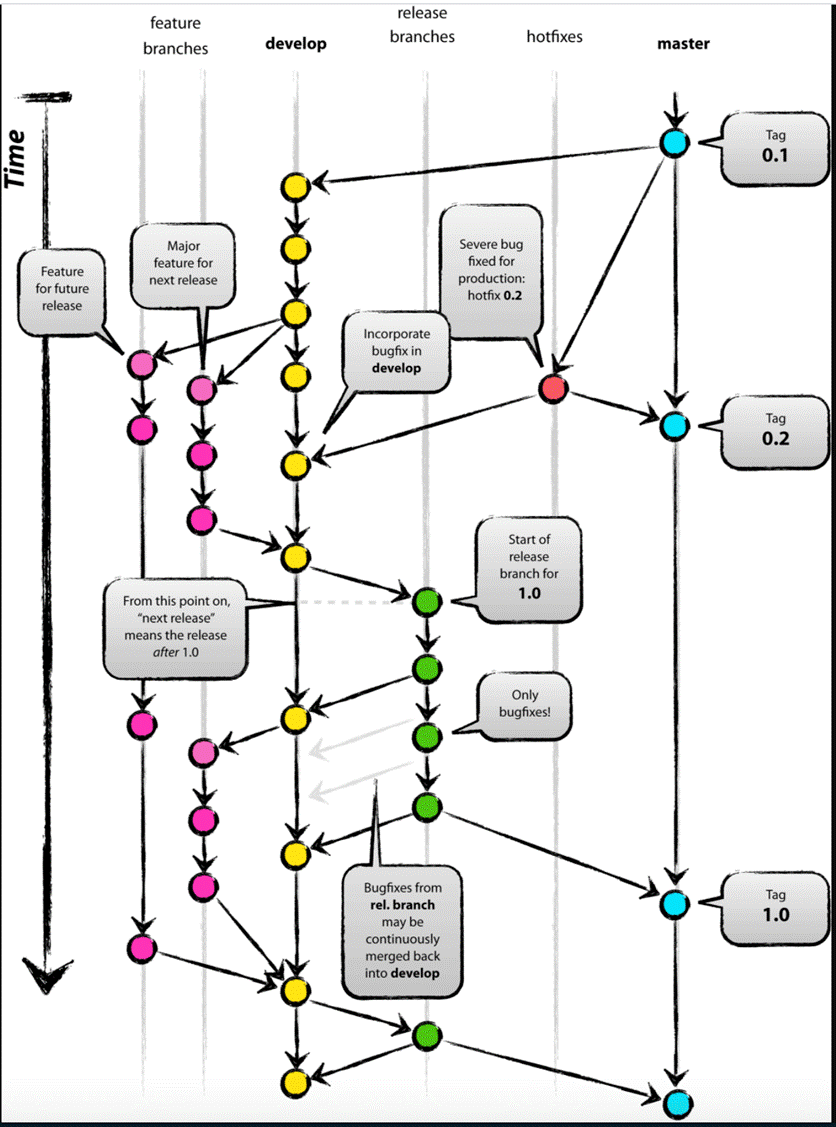 feature
branches
develop
release
branches
hotfixes
master
Time
Tag
0.1
Feature
for future
release
Major
feature for
next release
Severe bug
fixed for
production:
hotfix 0.2
Incorporate
bugfix in
develop
Tag
0.2
Start of
release
branch for
1.0
From this point on,
“next release”
means the release
after 1.0
Only
bugfixes!
Bugfixes from
rel. branch
may be
continuously
merged back
into develop
Tag
1.0